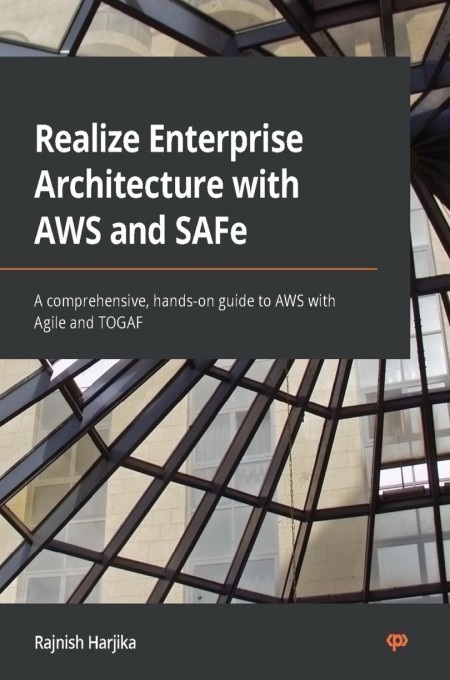 Realize Enterprise
Architecture with
AWS and SAFe
A comprehensive, hands-on guide to AWS with
Agile and TOGAF
Rajnish Harjika
<p>